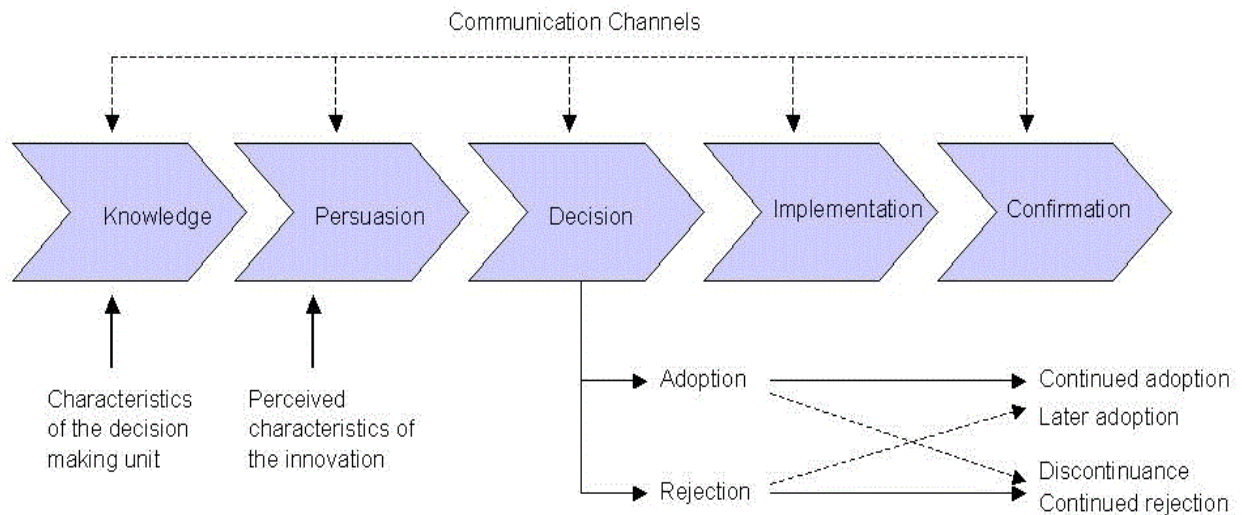 Communication Channels
Knowledge
Persuasion
Decision
Implementation
Confirmation
Characteristics
of the decision
making unit
Perceived
characteristics of
the innovation
Adoption
Rejection
Continued adoption
Later adoption
Discontinuance
Continued rejection